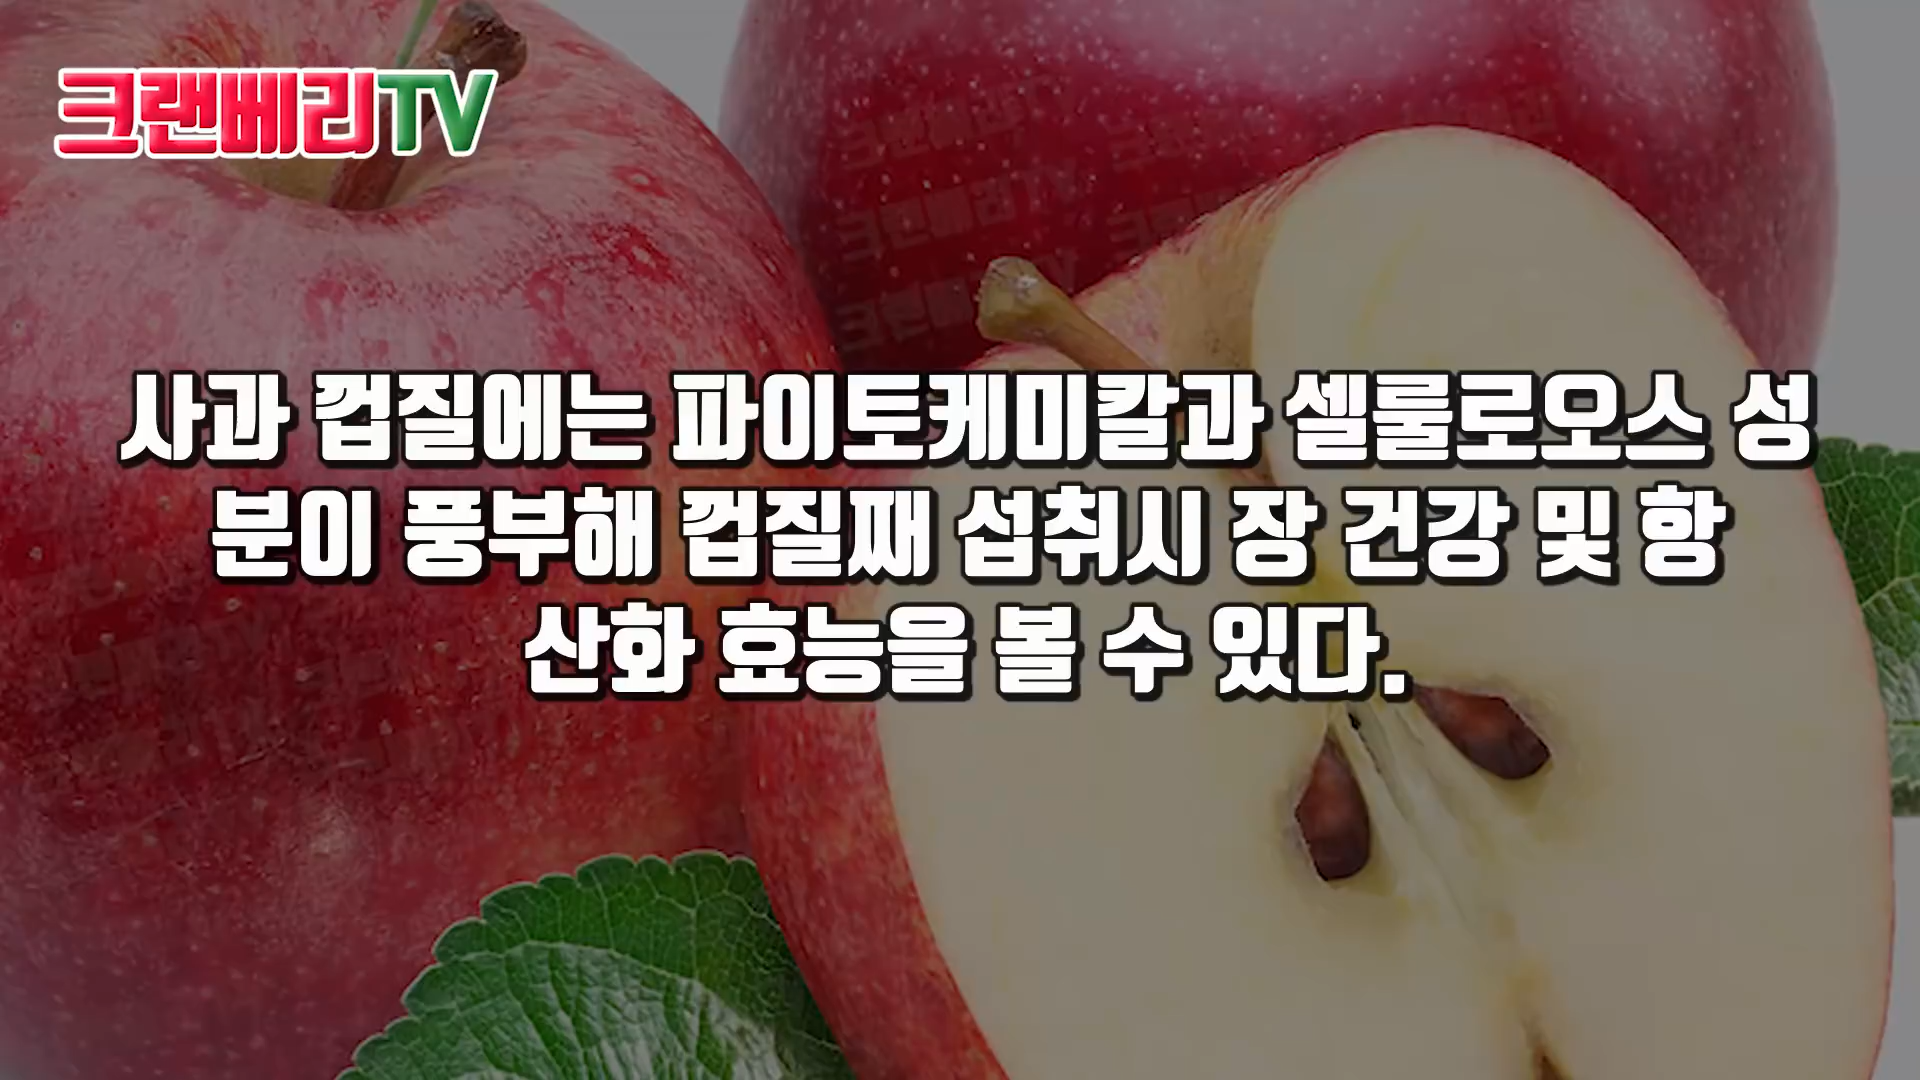 크랜베리TV
사과 껍질에는 파이토케미칼과 셀룰로오스 성
분이 풍부해 껍질째 섭취시 장 건강 및 항
산화 효능을 볼 수 있다.